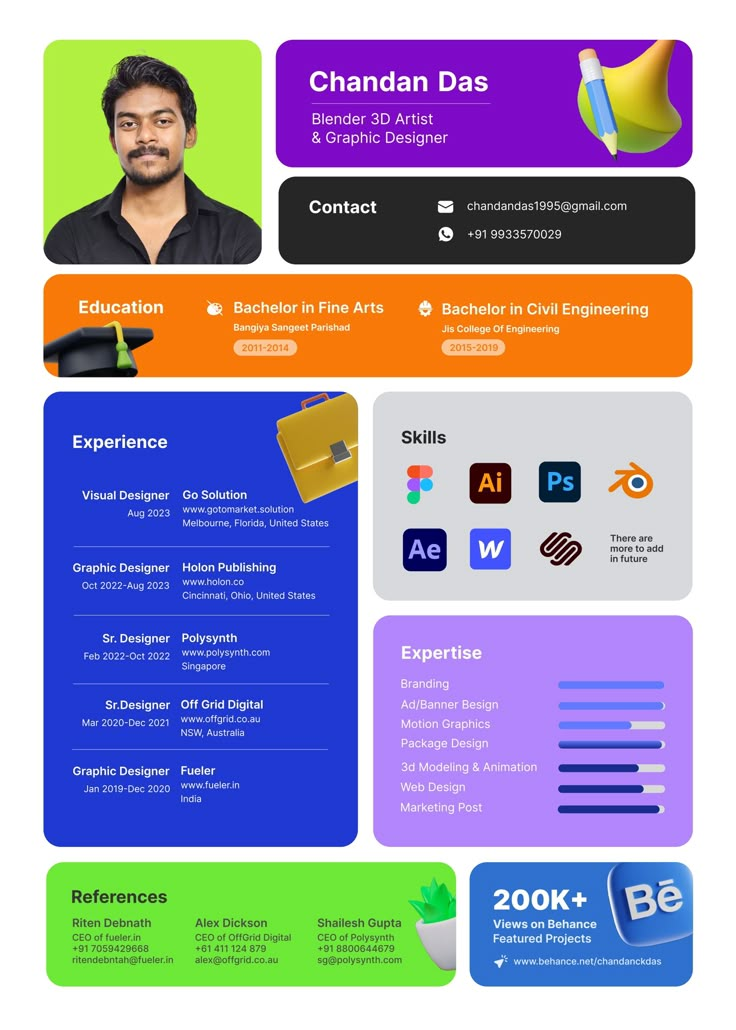 Chandan Das
Blender 3D Artist
& Graphic Designer
Contact
chandandas1995@gmail.com
+91 9933570029
Education
Bachelor in Fine Arts
Bangiya Sangeet Parishad
2011-2014
Bachelor in Civil Engineering
Jis College Of Engineering
2015-2019
Experience
Visual Designer
Aug 2023
Go Solution
www.gotomarket.solution
Melbourne, Florida, United States
Graphic Designer
Oct 2022-Aug 2023
Holon Publishing
www.holon.co
Cincinnati, Ohio, United States
Sr. Designer
Feb 2022-Oct 2022
Polysynth
www.polysynth.com
Singapore
Sr.Designer
Mar 2020-Dec 2021
Off Grid Digital
www.offgrid.co.au
NSW, Australia
Graphic Designer
Jan 2019-Dec 2020
Fueler
www.fueler.in
India
Skills
Ai
Ps
Ae
W
There are
more to add
in future
Expertise
Branding
Ad/Banner Besign
Motion Graphics
Package Design
3d Modeling & Animation
Web Design
Marketing Post
References
Riten Debnath
CEO of fueler.in
+91 7059429668
ritendebntah@fueler.in
Alex Dickson
CEO of OffGrid Digital
+61 411 124 879
alex@offgrid.co.au
Shailesh Gupta
CEO of Polysynth
+91 8800644679
sg@polysynth.com
200K+
Views on Behance
Featured Projects
www.behance.net/chandanckdas
Bē